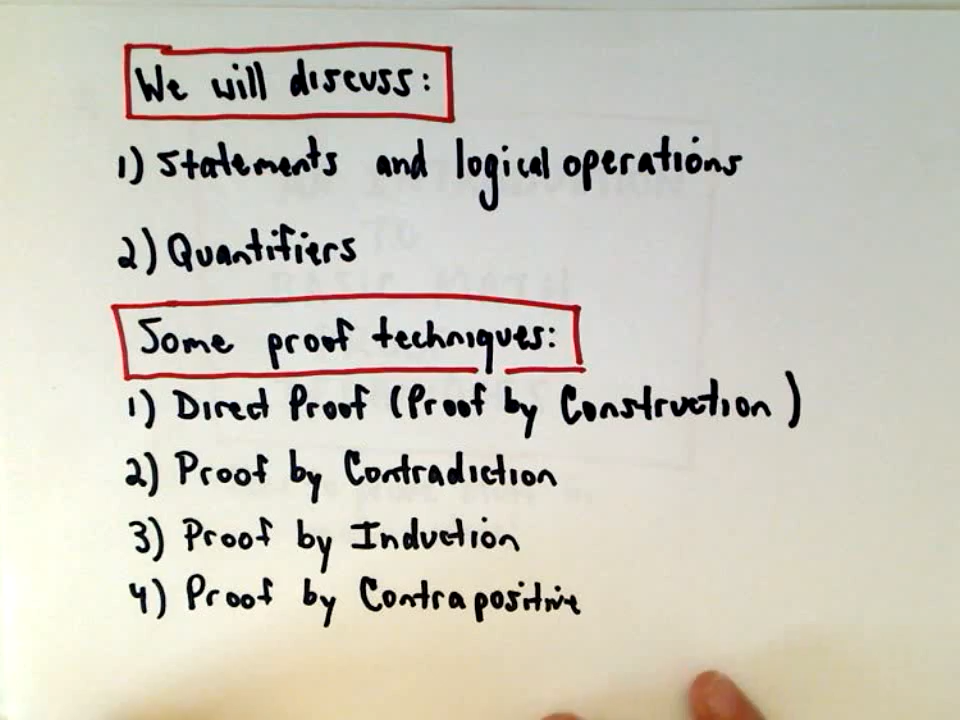 We will discuss:
1) Statements and logical operations
2) Quantifiers
Some proof techniques:
1) Direct Proof (Proof by Construction)
2) Proof by Contradiction
3) Proof by Induction
4) Proof by Contrapositive